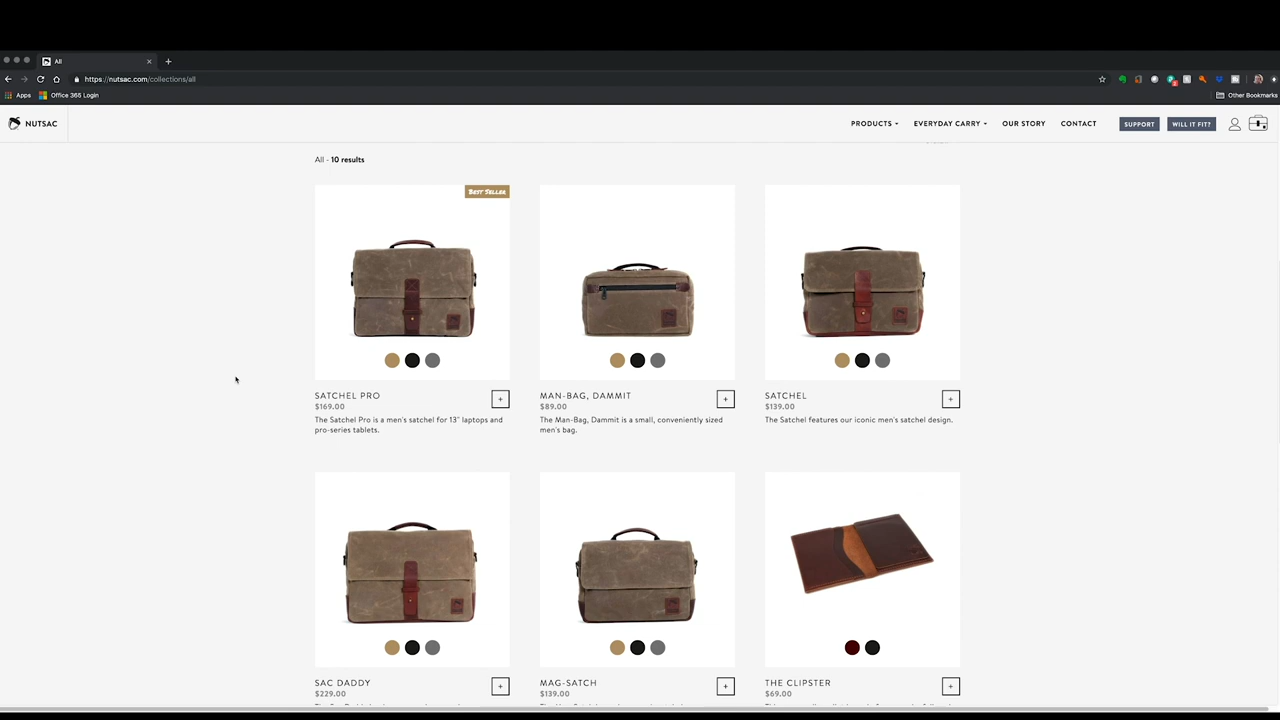 All
https://nutsac.com/collections/all
Apps
Office 365 Login
Other Bookmarks
NUTSAC
PRODUCTS
EVERYDAY CARRY
OUR STORY
CONTACT
SUPPORT
WILL IT FIT?
All - 10 results
BEST SELLER
SATCHEL PRO
$169.00
The Satchel Pro is a men's satchel for 13" laptops and
pro-series tablets.
MAN-BAG, DAMMIT
$89.00
The Man-Bag, Dammit is a small, conveniently sized
men's bag.
SATCHEL
$139.00
The Satchel features our iconic men's satchel design.
SAC DADDY
$229.00
MAG-SATCH
$139.00
THE CLIPSTER
$69.00